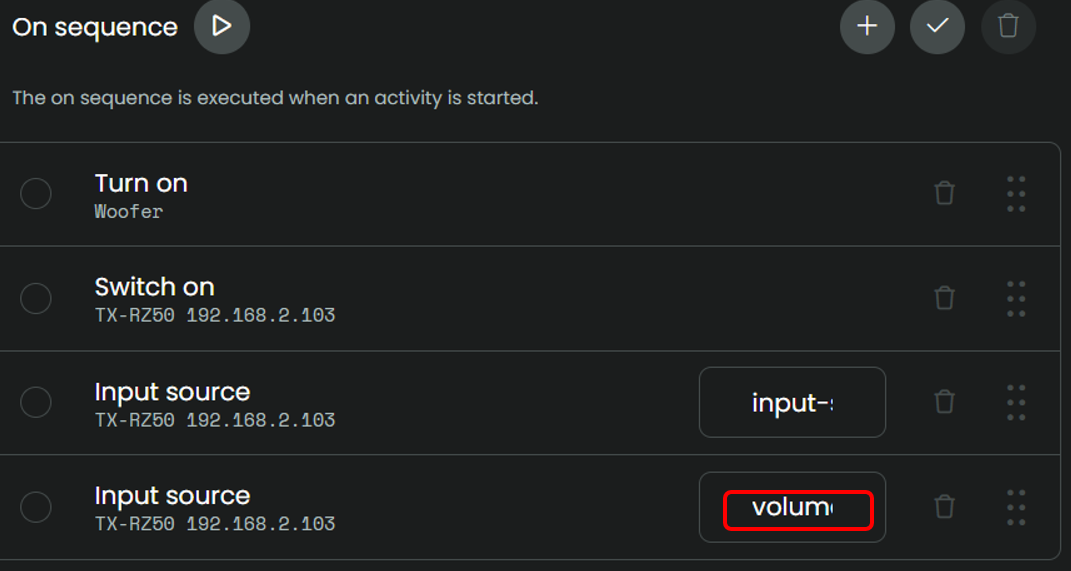 On sequence
The on sequence is executed when an activity is started.
Turn on
Woofer
Switch on
TX-RZ50 192.168.2.103
Input source
TX-RZ50 192.168.2.103
input-
Input source
TX-RZ50 192.168.2.103
volum